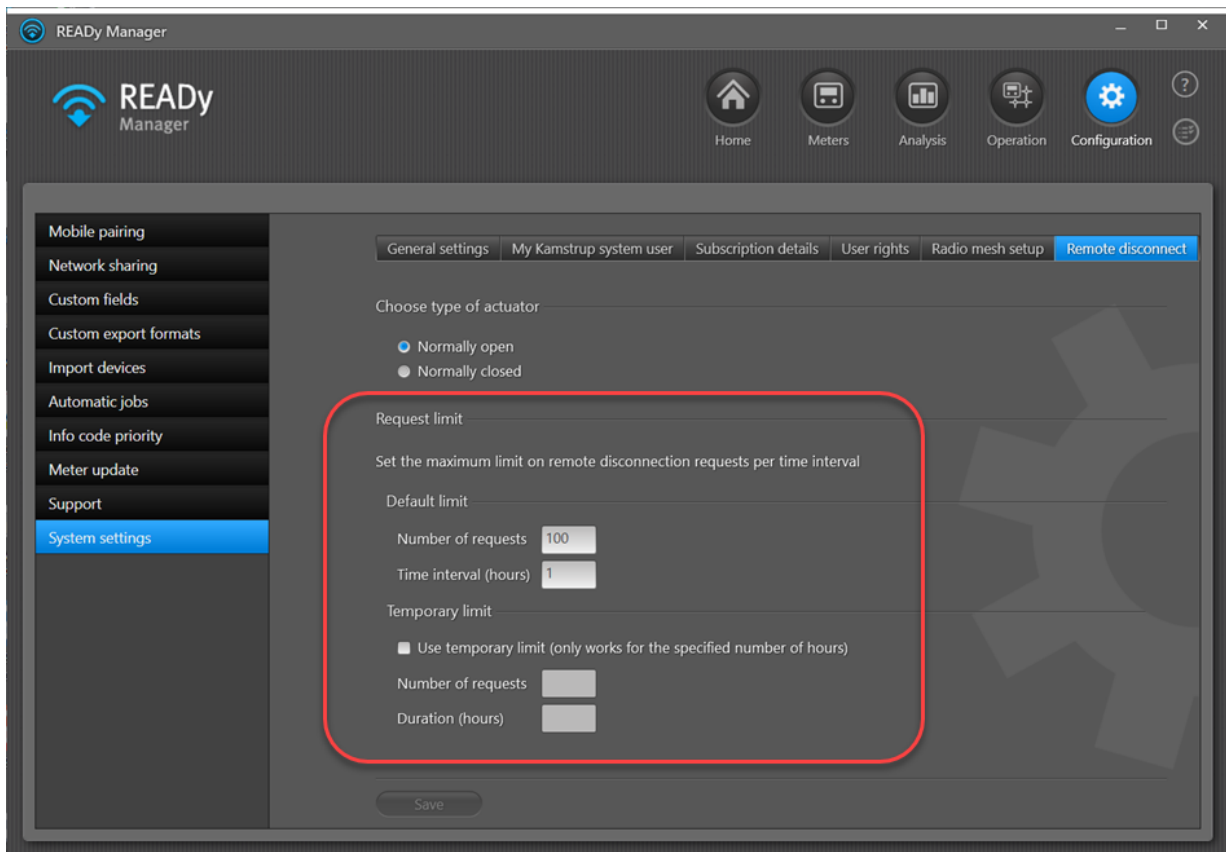 READy Manager
READy
Manager
Home
Meters
Analysis
Operation
Configuration
?
Mobile pairing
Network sharing
Custom fields
Custom export formats
Import devices
Automatic jobs
Info code priority
Meter update
Support
System settings
General settings
My Kamstrup system user
Subscription details
User rights
Radio mesh setup
Remote disconnect
Choose type of actuator
Normally open
Normally closed
Request limit
Set the maximum limit on remote disconnection requests per time interval
Default limit
Number of requests 100
Time interval (hours) 1
Temporary limit
Use temporary limit (only works for the specified number of hours)
Number of requests
Duration (hours)
Save